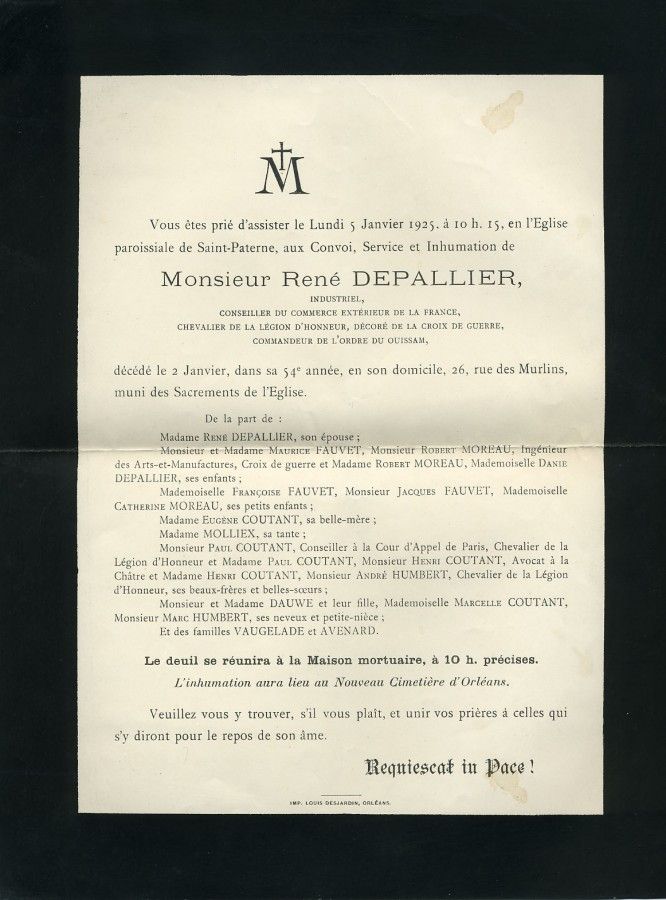 M
Vous êtes prié d'assister le Lundi 5 Janvier 1925, à 10 h. 15, en l'Eglise
paroissiale de Saint-Paterne, aux Convoi, Service et Inhumation de
Monsieur René DEPALLIER,
INDUSTRIEL,
CONSEILLER DU COMMERCE EXTÉRIEUR DE LA FRANCE,
CHEVALIER DE LA LÉGION D'HONNEUR, DÉCORÉ DE LA CROIX DE GUERRE,
COMMANDEUR DE L'ORDRE DU OUISSAM,
décédé le 2 Janvier, dans sa 54e année, en son domicile, 26, rue des Murlins,
muni des Sacrements de l'Eglise.
De la part de :
Madame RENÉ DEPALLIER, son épouse ;
Monsieur et Madame MAURICE FAUVET, Monsieur ROBERT MOREAU, Ingénieur
des Arts-et-Manufactures, Croix de guerre et Madame ROBERT MOREAU, Mademoiselle DANIE
DEPALLIER, ses enfants ;
Mademoiselle FRANÇOISE FAUVET, Monsieur JACQUES FAUVET, Mademoiselle
CATHERINE MOREAU, ses petits enfants ;
Madame EUGÈNE COUTANT, sa belle-mère ;
Madame MOLLIEX, sa tante ;
Monsieur PAUL COUTANT, Conseiller à la Cour d'Appel de Paris, Chevalier de la
Légion d'Honneur et Madame PAUL COUTANT, Monsieur HENRI COUTANT, Avocat à la
Châtre et Madame HENRI COUTANT, Monsieur ANDRÉ HUMBERT, Chevalier de la Légion
d'Honneur, ses beaux-frères et belles-sœurs ;
Monsieur et Madame DAUWE et leur fille, Mademoiselle MARCELLE COUTANT,
Monsieur MARC HUMBERT, ses neveux et petite-nièce ;
Et des familles VAUGELADE et AVENARD.
Le deuil se réunira à la Maison mortuaire, à 10 h. précises.
L'inhumation aura lieu au Nouveau Cimetière d'Orléans.
Veuillez vous y trouver, s'il vous plaît, et unir vos prières à celles qui
s'y diront pour le repos de son âme.
Requiescat in Pace !
IMP. LOUIS DESJARDIN, ORLÉANS.